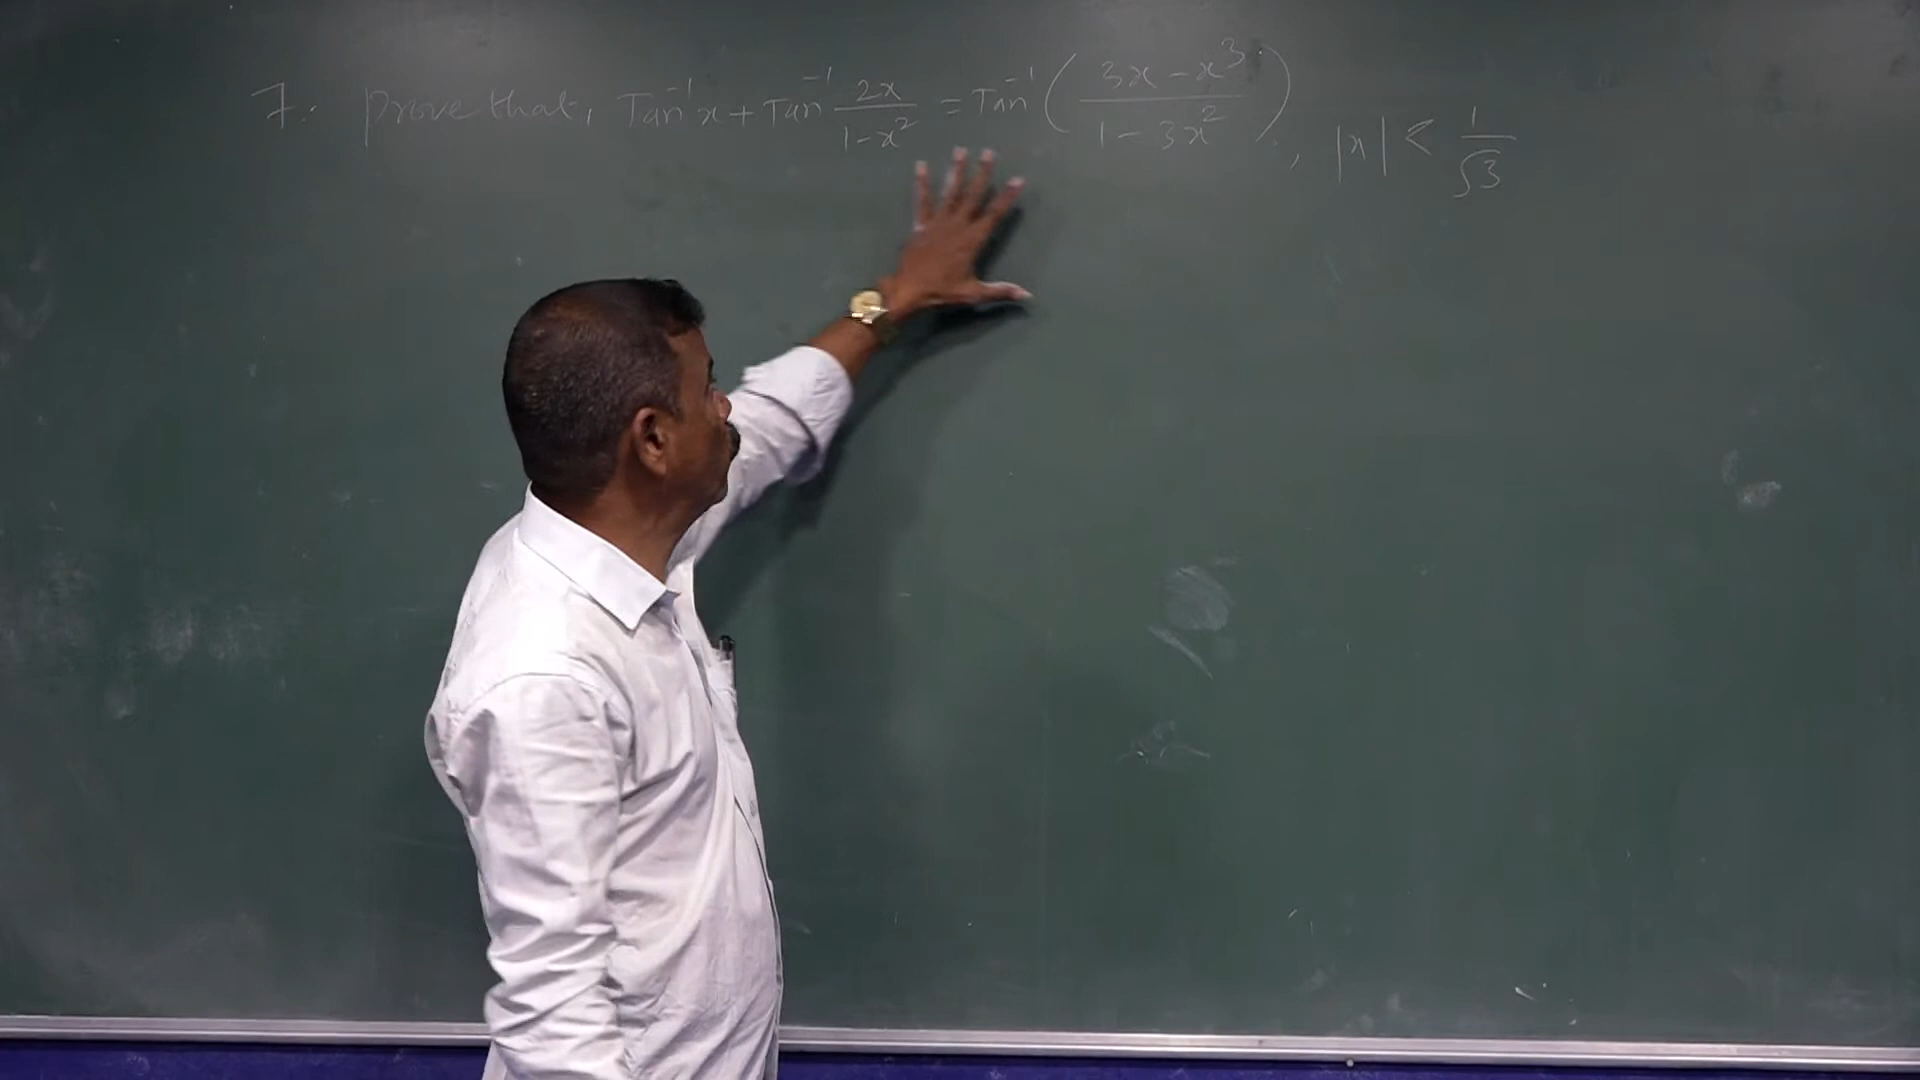 7. prove that, Tan⁻¹x + Tan⁻¹ 2x/(1-x²) = Tan⁻¹ ((3x-x³)/(1-3x²)), |x| < 1/√3